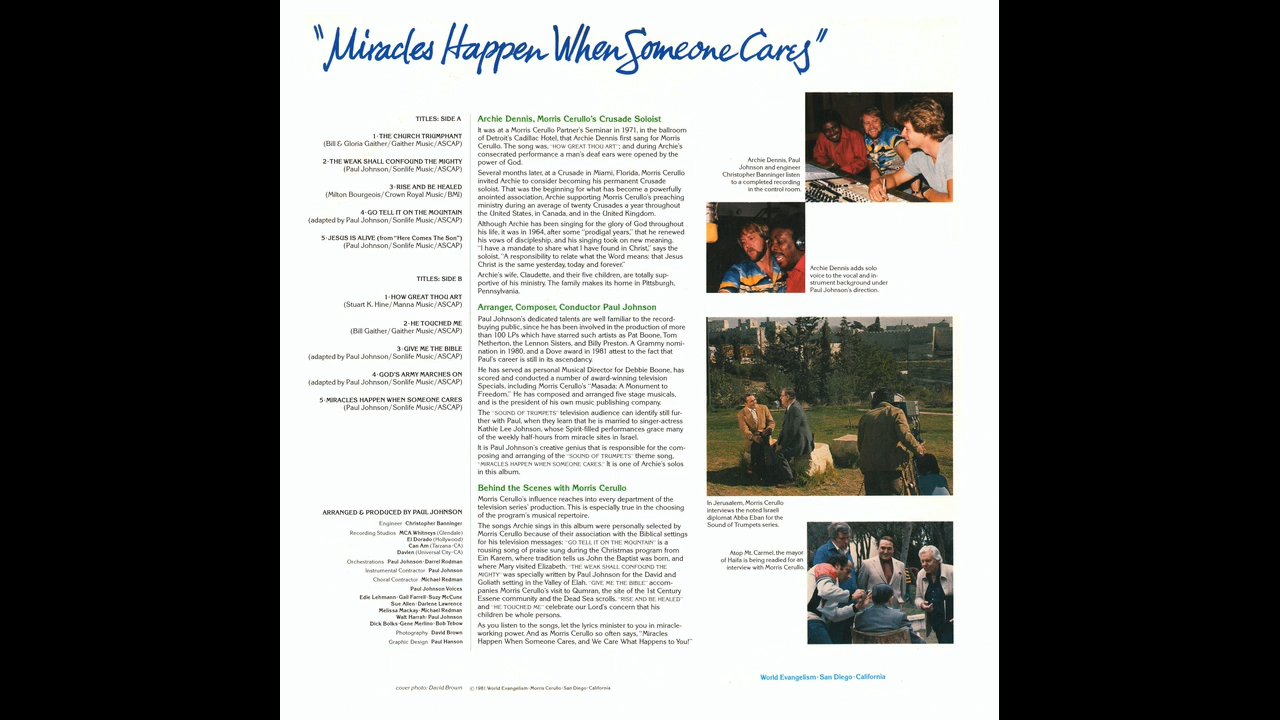 "Miracles Happen When Someone Cares"
TITLES: SIDE A
1-THE CHURCH TRIUMPHANT
(Bill & Gloria Gaither/Gaither Music/ASCAP)
2-THE WEAK SHALL CONFOUND THE MIGHTY
(Paul Johnson/Sonlife Music/ASCAP)
3-RISE AND BE HEALED
(Milton Bourgeois/Crown Royal Music/BMI)
4-GO TELL IT ON THE MOUNTAIN
(adapted by Paul Johnson/Sonlife Music/ASCAP)
5-JESUS IS ALIVE (from "Here Comes The Son")
(Paul Johnson/Sonlife Music/ASCAP)
TITLES: SIDE B
1-HOW GREAT THOU ART
(Stuart K. Hine/Manna Music/ASCAP)
2-HE TOUCHED ME
(Bill Gaither/Gaither Music/ASCAP)
3-GIVE ME THE BIBLE
(adapted by Paul Johnson/Sonlife Music/ASCAP)
4-GOD'S ARMY MARCHES ON
(adapted by Paul Johnson/Sonlife Music/ASCAP)
5-MIRACLES HAPPEN WHEN SOMEONE CARES
(Paul Johnson/Sonlife Music/ASCAP)
ARRANGED & PRODUCED BY PAUL JOHNSON
Engineer Christopher Banninger
Recording Studios MCA Whitneys (Glendale)
El Dorado (Hollywood)
Can Am (Tarzana-CA)
Davlen (Universal City-CA)
Orchestrations Paul Johnson-Darrel Rodman
Instrumental Contractor Paul Johnson
Choral Contractor Michael Redman
Paul Johnson Voices
Edie Lehmann-Gail Farrell-Suzy McCune
Sue Allen-Darlene Lawrence
Melissa Mackay-Michael Redman
Walt Harrah-Paul Johnson
Dick Bolks-Gene Merlino-Bob Tebow
Photography David Brown
Graphic Design Paul Hanson
Archie Dennis, Morris Cerullo's Crusade Soloist
It was at a Morris Cerullo Partner's Seminar in 1971, in the ballroom
of Detroit's Cadillac Hotel, that Archie Dennis first sang for Morris
Cerullo. The song was, "HOW GREAT THOU ART"; and during Archie's
consecrated performance a man's deaf ears were opened by the
power of God.
Several months later, at a Crusade in Miami, Florida, Morris Cerullo
invited Archie to consider becoming his permanent Crusade
soloist. That was the beginning for what has become a powerfully
anointed association, Archie supporting Morris Cerullo's preaching
ministry during an average of twenty Crusades a year throughout
the United States, in Canada, and in the United Kingdom.
Although Archie has been singing for the glory of God throughout
his life, it was in 1964, after some "prodigal years," that he renewed
his vows of discipleship, and his singing took on new meaning.
"I have a mandate to share what I have found in Christ," says the
soloist, "A responsibility to relate what the Word means: that Jesus
Christ is the same yesterday, today and forever."
Archie's wife, Claudette, and their five children, are totally sup-
portive of his ministry. The family makes its home in Pittsburgh,
Pennsylvania.
Arranger, Composer, Conductor Paul Johnson
Paul Johnson's dedicated talents are well familiar to the record-
buying public, since he has been involved in the production of more
than 100 LPs which have starred such artists as Pat Boone, Tom
Netherton, the Lennon Sisters, and Billy Preston. A Grammy nomi-
nation in 1980, and a Dove award in 1981 attest to the fact that
Paul's career is still in its ascendancy.
He has served as personal Musical Director for Debbie Boone, has
scored and conducted a number of award-winning television
Specials, including Morris Cerullo's "Masada: A Monument to
Freedom." He has composed and arranged five stage musicals,
and is the president of his own music publishing company.
The "SOUND OF TRUMPETS" television audience can identify still fur-
ther with Paul, when they learn that he is married to singer-actress
Kathie Lee Johnson, whose Spirit-filled performances grace many
of the weekly half-hours from miracle sites in Israel.
It is Paul Johnson's creative genius that is responsible for the com-
posing and arranging of the "SOUND OF TRUMPETS" theme song,
"MIRACLES HAPPEN WHEN SOMEONE CARES." It is one of Archie's solos
in this album.
Behind the Scenes with Morris Cerullo
Morris Cerullo's influence reaches into every department of the
television series' production. This is especially true in the choosing
of the program's musical repertoire.
The songs Archie sings in this album were personally selected by
Morris Cerullo because of their association with the Biblical settings
for his television messages: "GO TELL IT ON THE MOUNTAIN" is a
rousing song of praise sung during the Christmas program from
Ein Karem, where tradition tells us John the Baptist was born, and
where Mary visited Elizabeth. "THE WEAK SHALL CONFOUND THE
MIGHTY" was specially written by Paul Johnson for the David and
Goliath setting in the Valley of Elah. "GIVE ME THE BIBLE" accom-
panies Morris Cerullo's visit to Qumran, the site of the 1st Century
Essene community and the Dead Sea scrolls. "RISE AND BE HEALED"
and "HE TOUCHED ME" celebrate our Lord's concern that his
children be whole persons.
As you listen to the songs, let the lyrics minister to you in miracle-
working power. And as Morris Cerullo so often says, "Miracles
Happen When Someone Cares, and We Care What Happens to You!"
Archie Dennis, Paul
Johnson and engineer
Christopher Banninger listen
to a completed recording
in the control room.
Archie Dennis adds solo
voice to the vocal and in-
strument background under
Paul Johnson's direction.
In Jerusalem, Morris Cerullo
interviews the noted Israeli
diplomat Abba Eban for the
Sound of Trumpets series.
Atop Mt. Carmel, the mayor
of Haifa is being readied for an
interview with Morris Cerullo.
World Evangelism-San Diego-California
cover photo: David Brown © 1981 World Evangelism-Morris Cerullo-San Diego-California